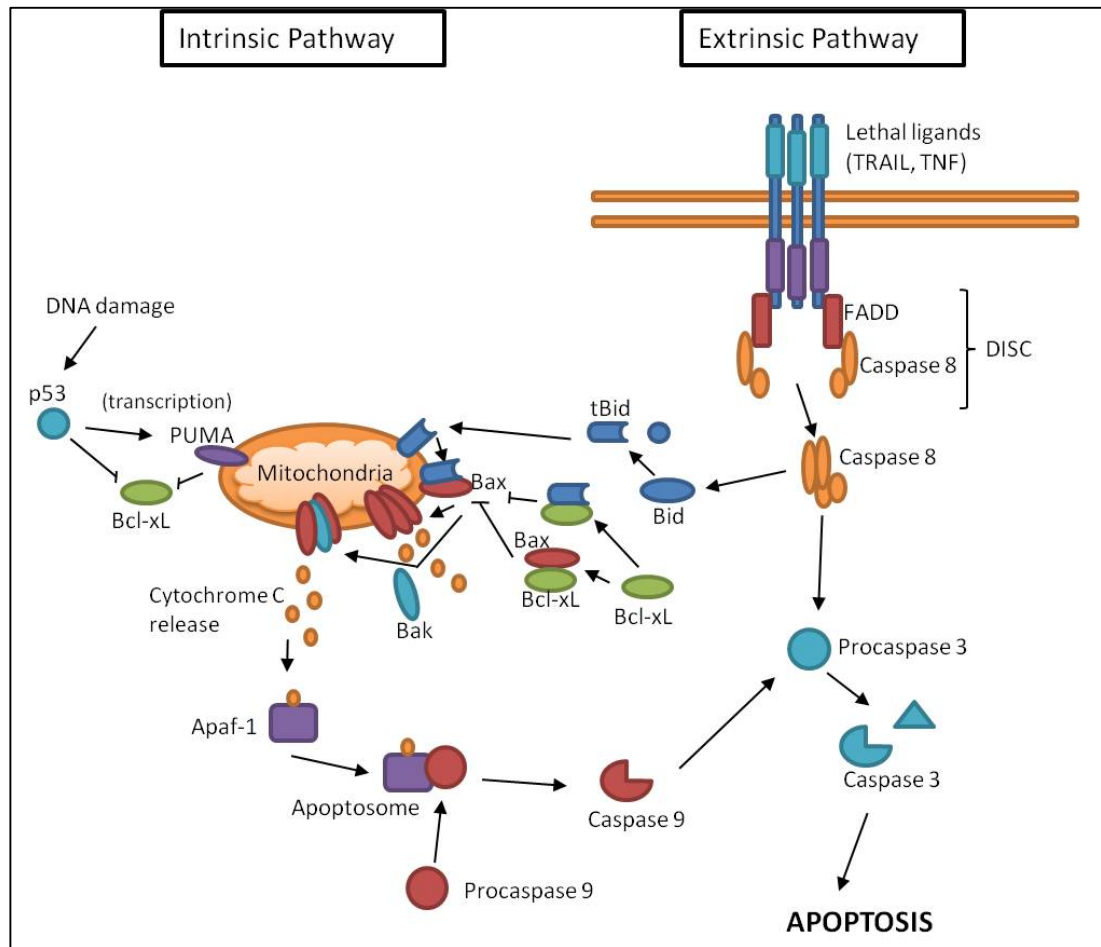 Intrinsic Pathway
Extrinsic Pathway
Lethal ligands
(TRAIL, TNF)
DNA damage
FADD
DISC
Caspase 8
p53
(transcription)
PUMA
tBid
Mitochondria
Caspase 8
Bax
Bid
Bcl-xL
Bax
Bcl-xL
Bcl-xL
Cytochrome C
release
Bak
Procaspase 3
Apaf-1
Caspase 3
Apoptosome
Caspase 9
Procaspase 9
APOPTOSIS